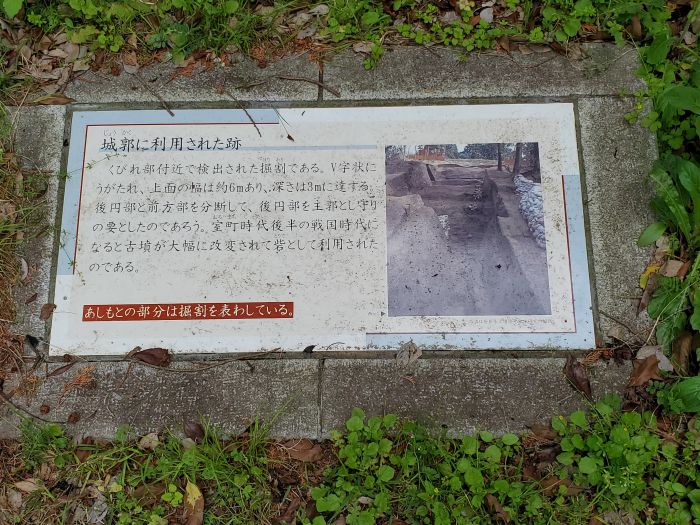 じょう かく
城郭に利用された跡
くびれ部付近で検出された掘割である。V字状に
うがたれ、上面の幅は約6mあり、深さは3mに達する。
後円部と前方部を分断して、後円部を主郭とし守り
の要としたのであろう。室町時代後半の戦国時代に
なると古墳が大幅に改変されて砦として利用された
のである。
あしもとの部分は掘割を表わしている。